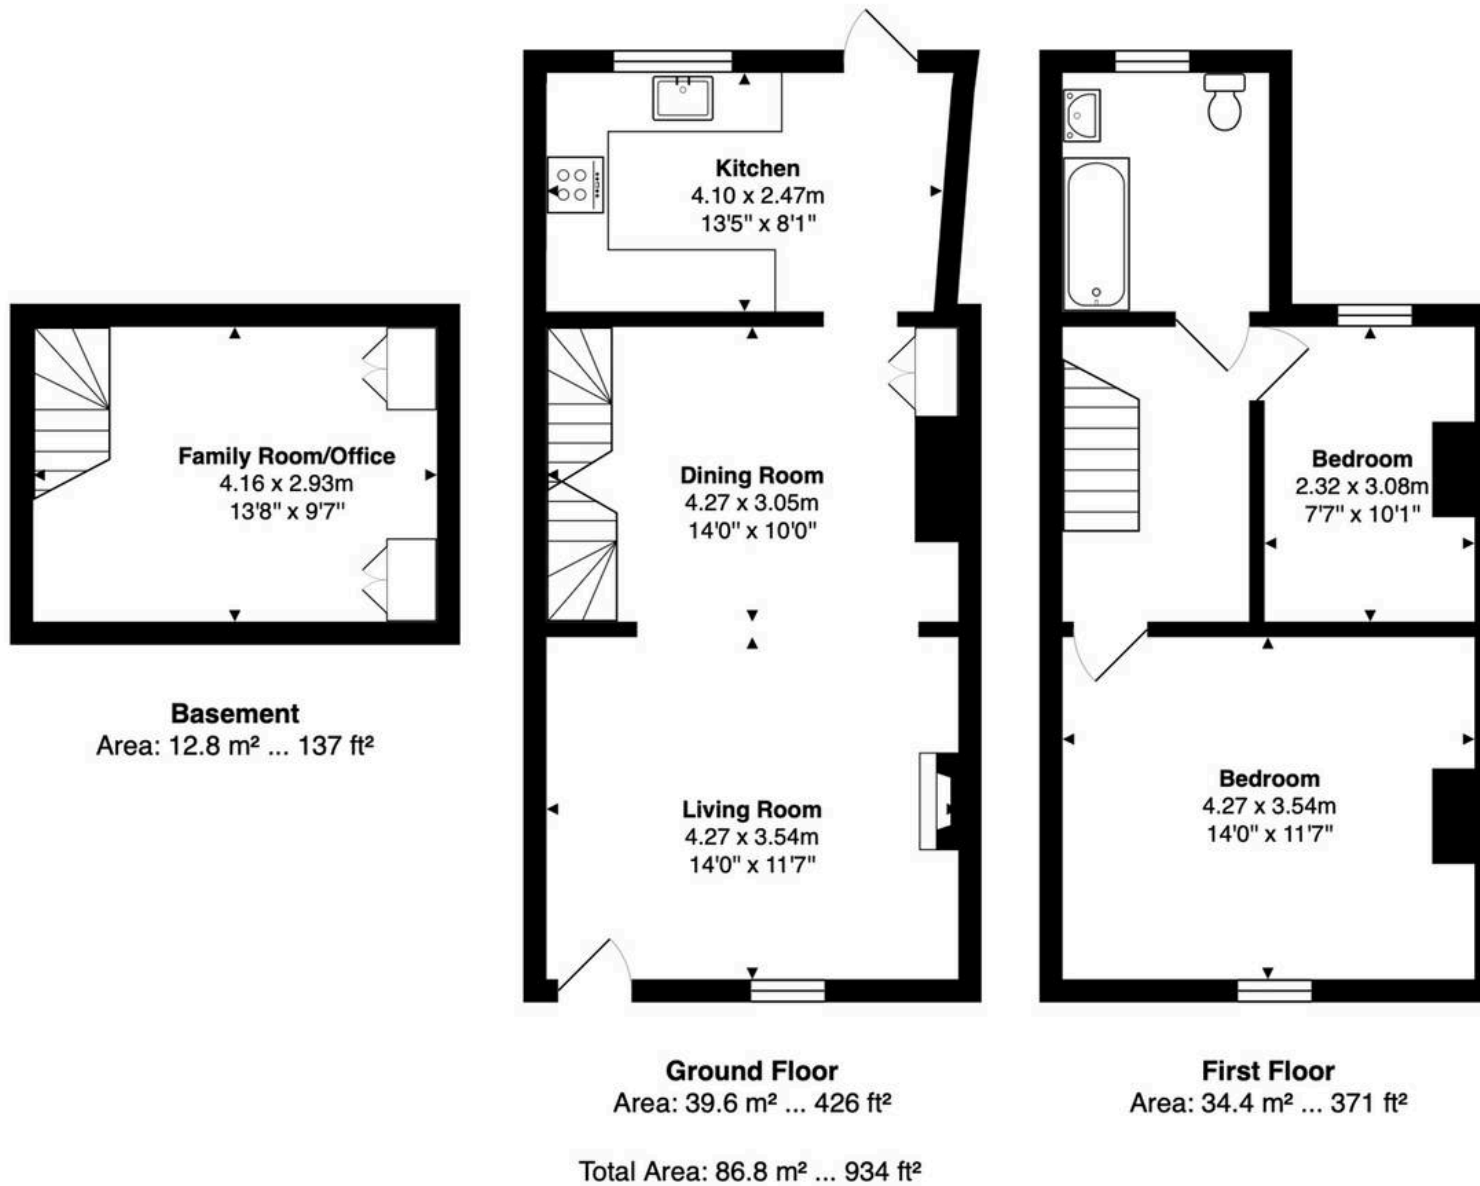 Kitchen
4.10 x 2.47m
13'5" x 8'1"
Family Room/Office
4.16 x 2.93m
13'8" x 9'7"
Basement
Area: 12.8 m² ... 137 ft²
Dining Room
4.27 x 3.05m
14'0" x 10'0"
Living Room
4.27 x 3.54m
14'0" x 11'7"
Ground Floor
Area: 39.6 m² ... 426 ft²
Bedroom
2.32 x 3.08m
7'7" x 10'1"
Bedroom
4.27 x 3.54m
14'0" x 11'7"
First Floor
Area: 34.4 m² ... 371 ft²
Total Area: 86.8 m² ... 934 ft²